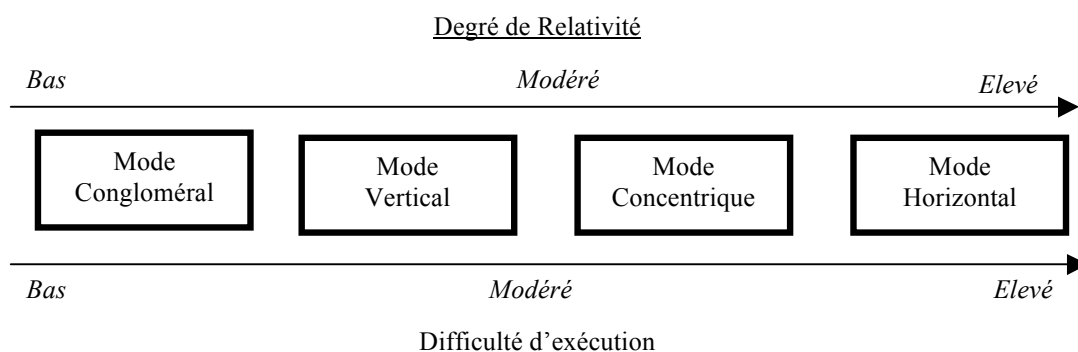 Degré de Relativité
Bas Modéré Elevé
Mode Mode Mode Mode
Congloméral Vertical Concentrique Horizontal
Bas Modéré Elevé
Difficulté d’exécution